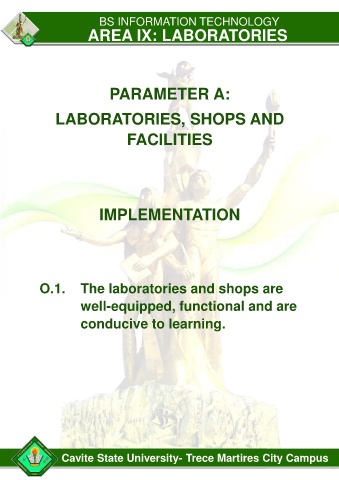 BS INFORMATION TECHNOLOGY
AREA IX: LABORATORIES
PARAMETER A:
LABORATORIES, SHOPS AND
FACILITIES
IMPLEMENTATION
O.1. The laboratories and shops are
well-equipped, functional and are
conducive to learning.
Cavite State University- Trece Martires City Campus